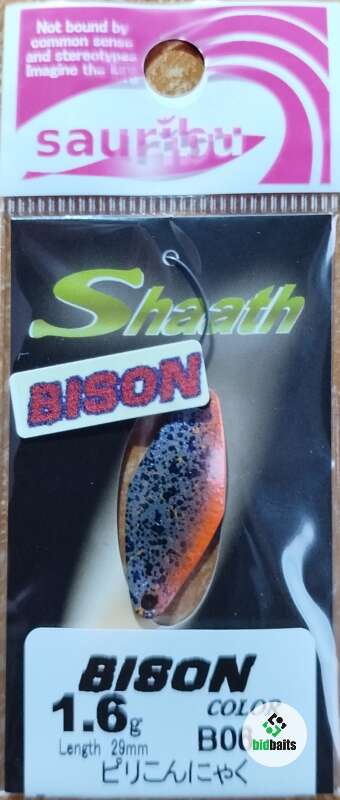 Not bound by
common sense
and stereotypes
Imagine the
sauribu
Shaath
BISON
BISON
1.6g
COLOR
Length 29mm
bidbaits
ピリこんにゃく